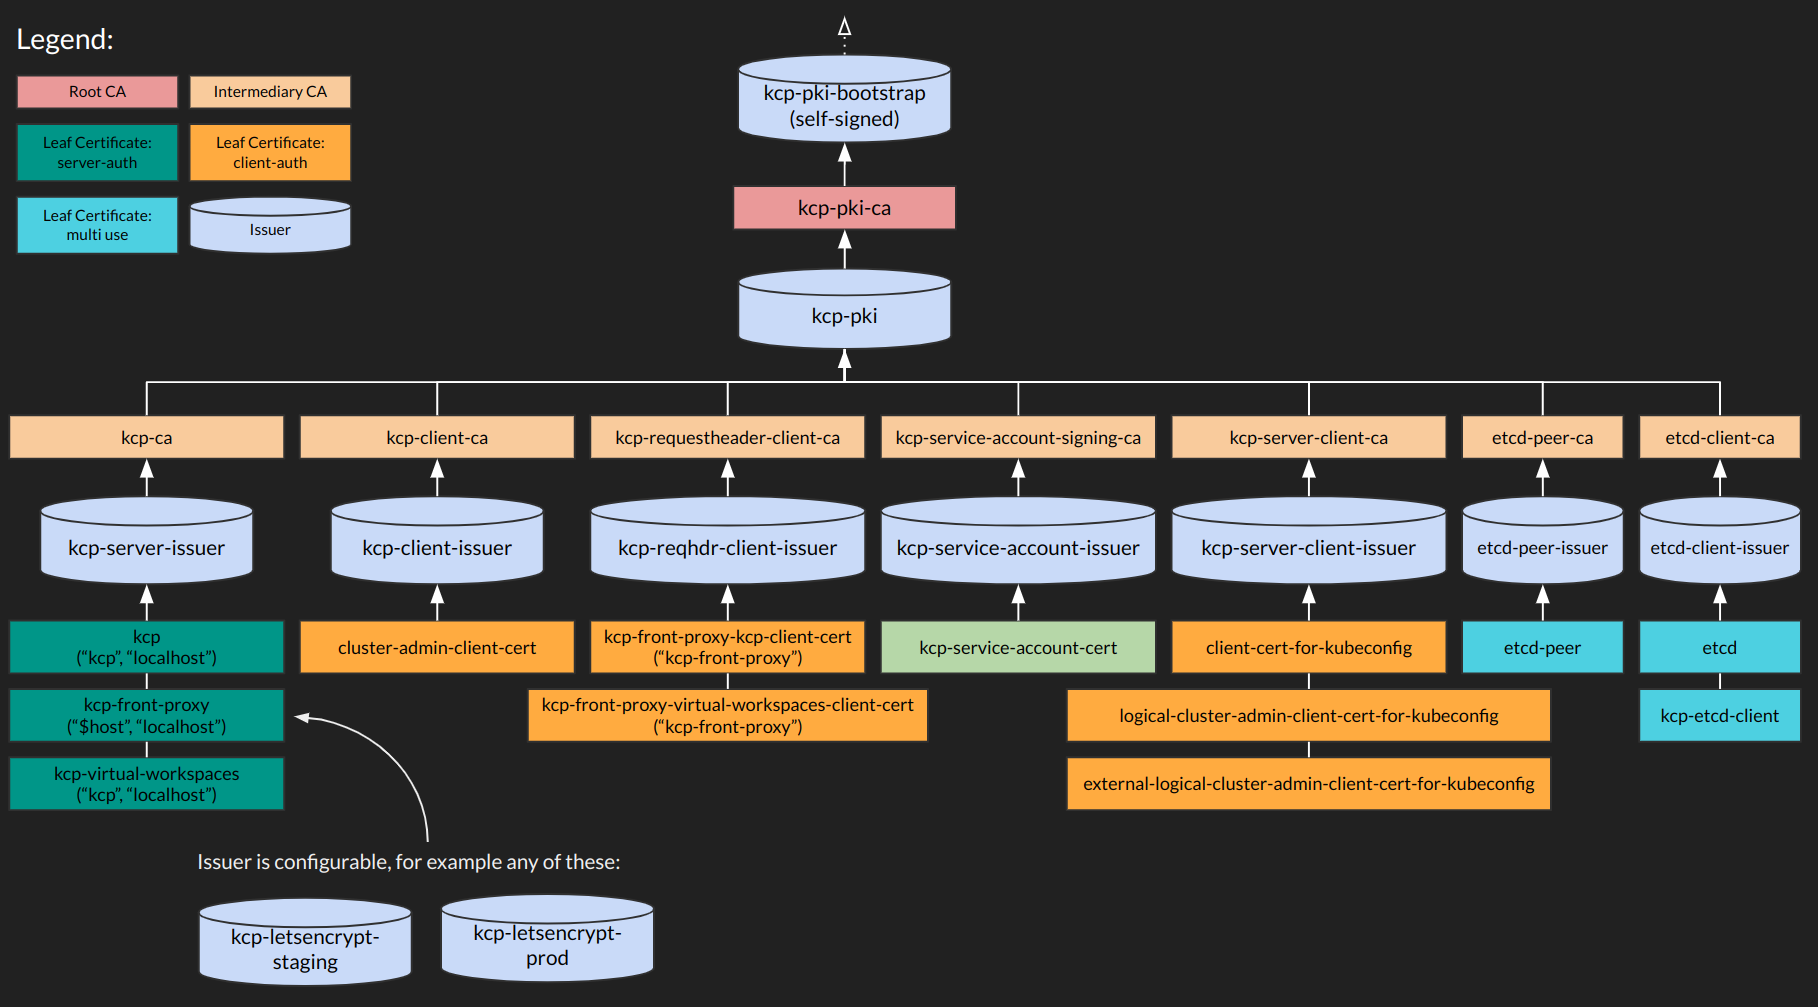 Legend:
Root CA
Intermediary CA
Leaf Certificate:
server-auth
Leaf Certificate:
client-auth
Leaf Certificate:
multi use
Issuer
kcp-pki-bootstrap
(self-signed)
kcp-pki-ca
kcp-pki
kcp-ca
kcp-client-ca
kcp-requestheader-client-ca
kcp-service-account-signing-ca
kcp-server-client-ca
etcd-peer-ca
etcd-client-ca
kcp-server-issuer
kcp-client-issuer
kcp-reqhdr-client-issuer
kcp-service-account-issuer
kcp-server-client-issuer
etcd-peer-issuer
etcd-client-issuer
kcp
(“kcp”, “localhost”)
cluster-admin-client-cert
kcp-front-proxy-kcp-client-cert
(“kcp-front-proxy”)
kcp-service-account-cert
client-cert-for-kubeconfig
etcd-peer
etcd
kcp-front-proxy
(“$host”, “localhost”)
kcp-front-proxy-virtual-workspaces-client-cert
(“kcp-front-proxy”)
logical-cluster-admin-client-cert-for-kubeconfig
kcp-etcd-client
kcp-virtual-workspaces
(“kcp”, “localhost”)
external-logical-cluster-admin-client-cert-for-kubeconfig
Issuer is configurable, for example any of these:
kcp-letsencrypt-
staging
kcp-letsencrypt-
prod